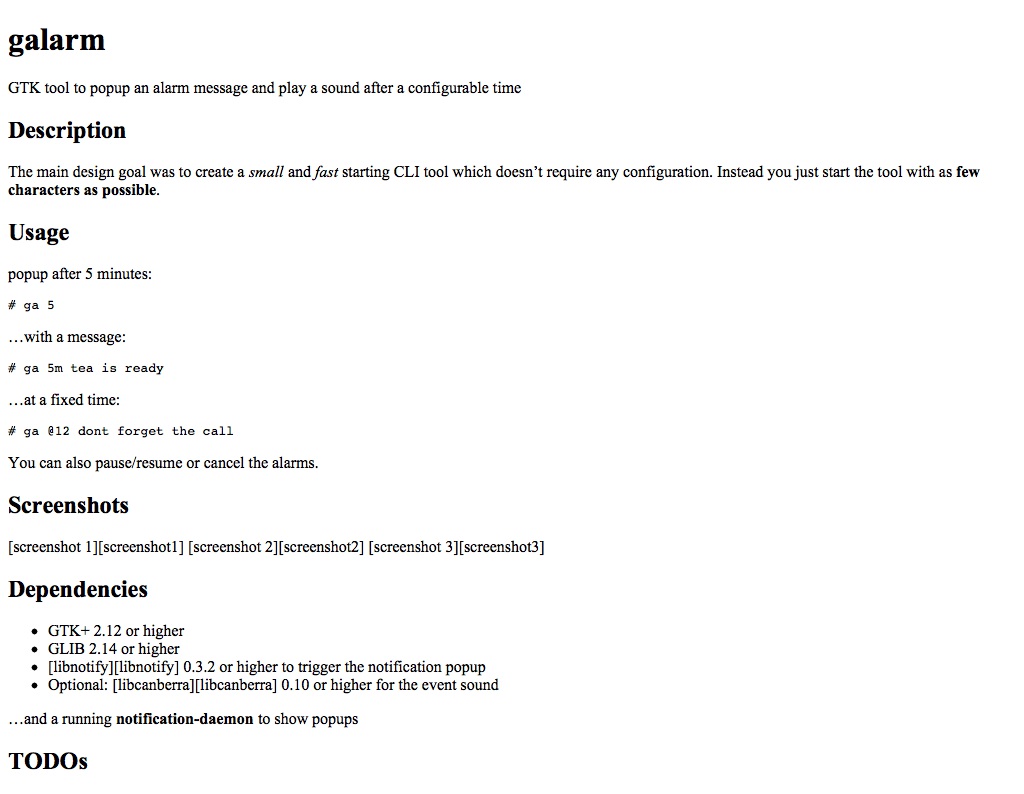 galarm
GTK tool to popup an alarm message and play a sound after a configurable time
Description
The main design goal was to create a small and fast starting CLI tool which doesn’t require any configuration. Instead you just start the tool with as few
characters as possible.
Usage
popup after 5 minutes:
# ga 5
…with a message:
# ga 5m tea is ready
…at a fixed time:
# ga @12 dont forget the call
You can also pause/resume or cancel the alarms.
Screenshots
[screenshot 1][screenshot1] [screenshot 2][screenshot2] [screenshot 3][screenshot3]
Dependencies
• GTK+ 2.12 or higher
• GLIB 2.14 or higher
• [libnotify][libnotify] 0.3.2 or higher to trigger the notification popup
• Optional: [libcanberra][libcanberra] 0.10 or higher for the event sound
…and a running notification-daemon to show popups
TODOs